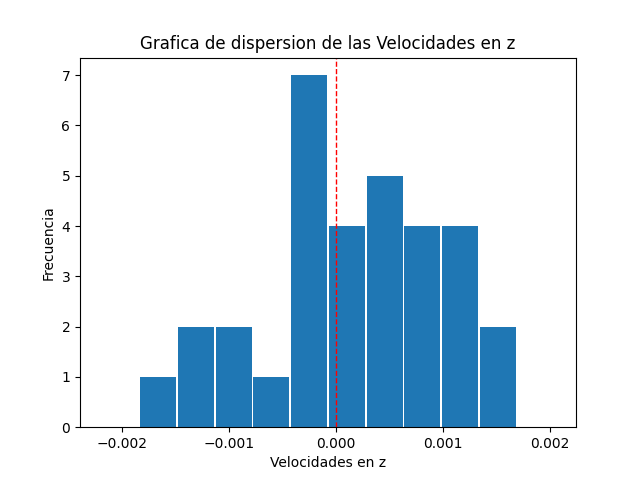 Grafica de dispersion de las Velocidades en z
7
6
5
4
3
2
1
0
Frecuencia
−0.002 −0.001 0.000 0.001 0.002
Velocidades en z